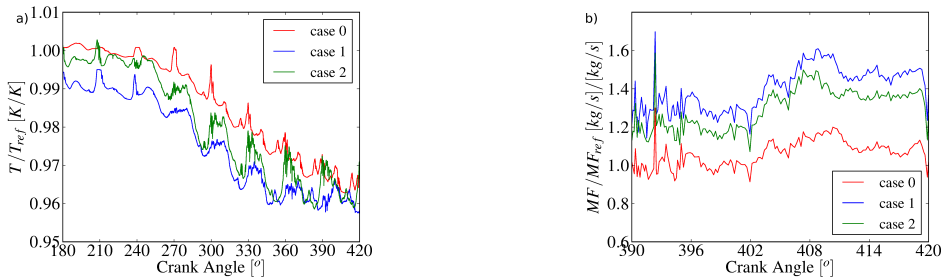 a)
1.01
1.00
0.99
0.98
0.97
0.96
0.95
T/T_ref [K/K]
case 0
case 1
case 2
180 210 240 270 300 330 360 390 420
Crank Angle [°]
b)
1.6
1.4
1.2
1.0
0.8
0.6
MF/MF_ref [kg/s]/[kg/s]
case 0
case 1
case 2
390 396 402 408 414 420
Crank Angle [°]